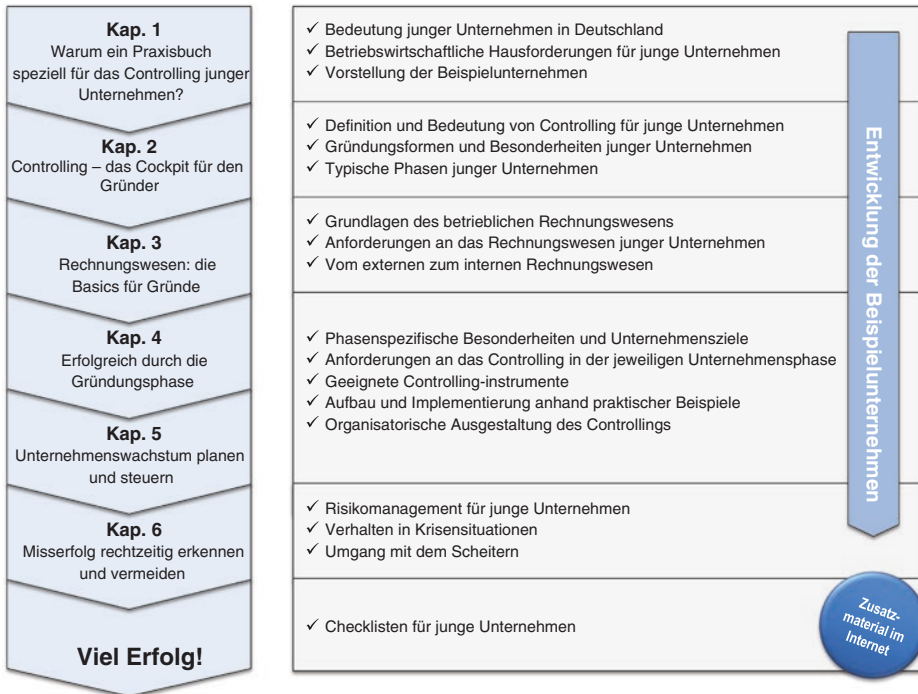 Kap. 1
Warum ein Praxisbuch
speziell für das Controlling junger
Unternehmen?
✓ Bedeutung junger Unternehmen in Deutschland
✓ Betriebswirtschaftliche Hausforderungen für junge Unternehmen
✓ Vorstellung der Beispielunternehmen
Kap. 2
Controlling – das Cockpit für den
Gründer
✓ Definition und Bedeutung von Controlling für junge Unternehmen
✓ Gründungsformen und Besonderheiten junger Unternehmen
✓ Typische Phasen junger Unternehmen
Kap. 3
Rechnungswesen: die
Basics für Gründe
✓ Grundlagen des betrieblichen Rechnungswesens
✓ Anforderungen an das Rechnungswesen junger Unternehmen
✓ Vom externen zum internen Rechnungswesen
Kap. 4
Erfolgreich durch die
Gründungsphase
Kap. 5
Unternehmenswachstum planen
und steuern
✓ Phasenspezifische Besonderheiten und Unternehmensziele
✓ Anforderungen an das Controlling in der jeweiligen Unternehmensphase
✓ Geeignete Controlling-instrumente
✓ Aufbau und Implementierung anhand praktischer Beispiele
✓ Organisatorische Ausgestaltung des Controllings
Kap. 6
Misserfolg rechtzeitig erkennen
und vermeiden
✓ Risikomanagement für junge Unternehmen
✓ Verhalten in Krisensituationen
✓ Umgang mit dem Scheitern
Viel Erfolg!
✓ Checklisten für junge Unternehmen
Entwicklung der Beispielunternehmen
Zusatz-
material im
Internet